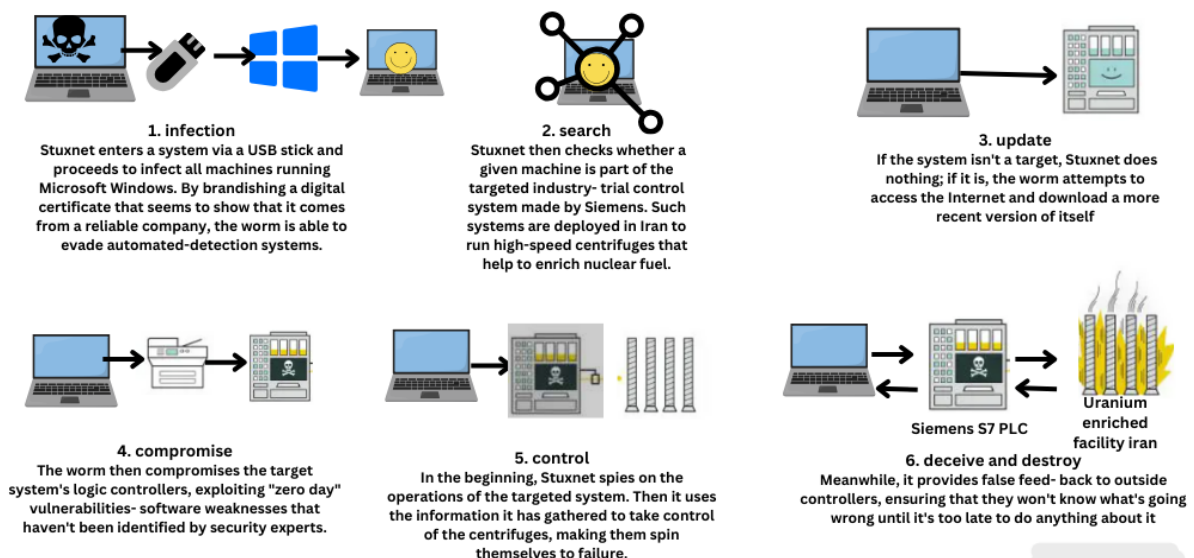 1. infection
Stuxnet enters a system via a USB stick and
proceeds to infect all machines running
Microsoft Windows. By brandishing a digital
certificate that seems to show that it comes
from a reliable company, the worm is able to
evade automated-detection systems.
2. search
Stuxnet then checks whether a
given machine is part of the
targeted industry- trial control
system made by Siemens. Such
systems are deployed in Iran to
run high-speed centrifuges that
help to enrich nuclear fuel.
3. update
If the system isn't a target, Stuxnet does
nothing; if it is, the worm attempts to
access the Internet and download a more
recent version of itself
4. compromise
The worm then compromises the target
system's logic controllers, exploiting "zero day"
vulnerabilities- software weaknesses that
haven't been identified by security experts.
5. control
In the beginning, Stuxnet spies on the
operations of the targeted system. Then it uses
the information it has gathered to take control
of the centrifuges, making them spin
themselves to failure.
Siemens S7 PLC
Uranium
enriched
facility iran
6. deceive and destroy
Meanwhile, it provides false feed- back to outside
controllers, ensuring that they won't know what's going
wrong until it's too late to do anything about it